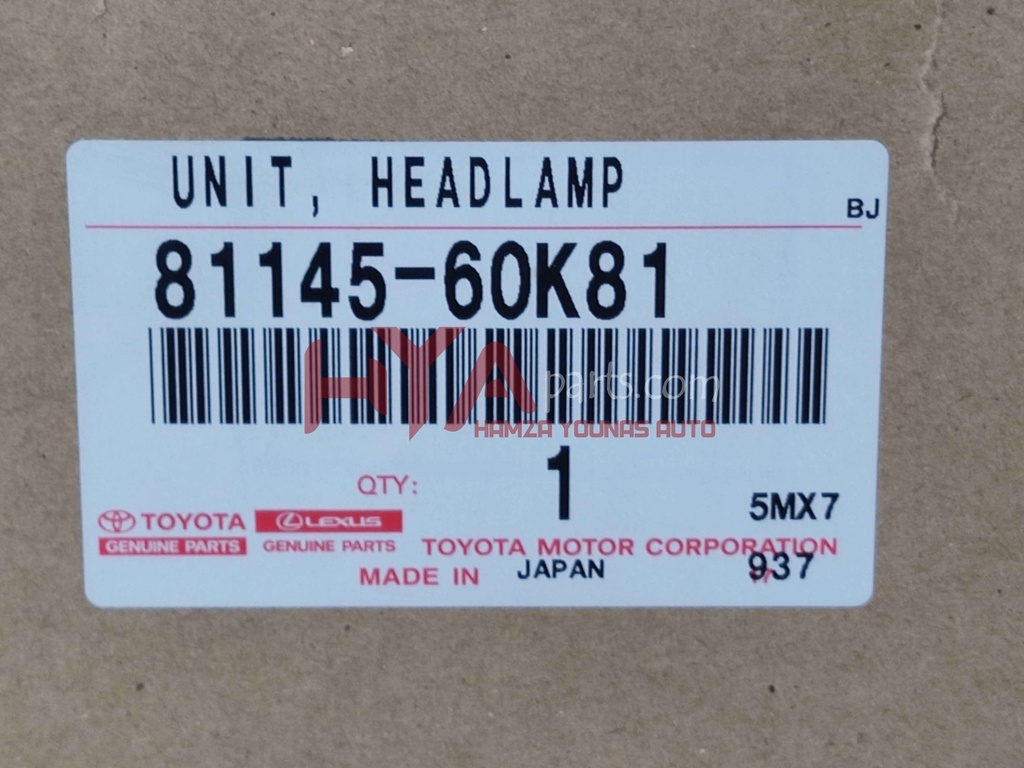 UNIT, HEADLAMP
BJ
81145-60K81
HYA parts.com
HAMZA YOUNAS AUTO
QTY: 1
5MX7
TOYOTA LEXUS
GENUINE PARTS GENUINE PARTS TOYOTA MOTOR CORPORATION
MADE IN JAPAN 937